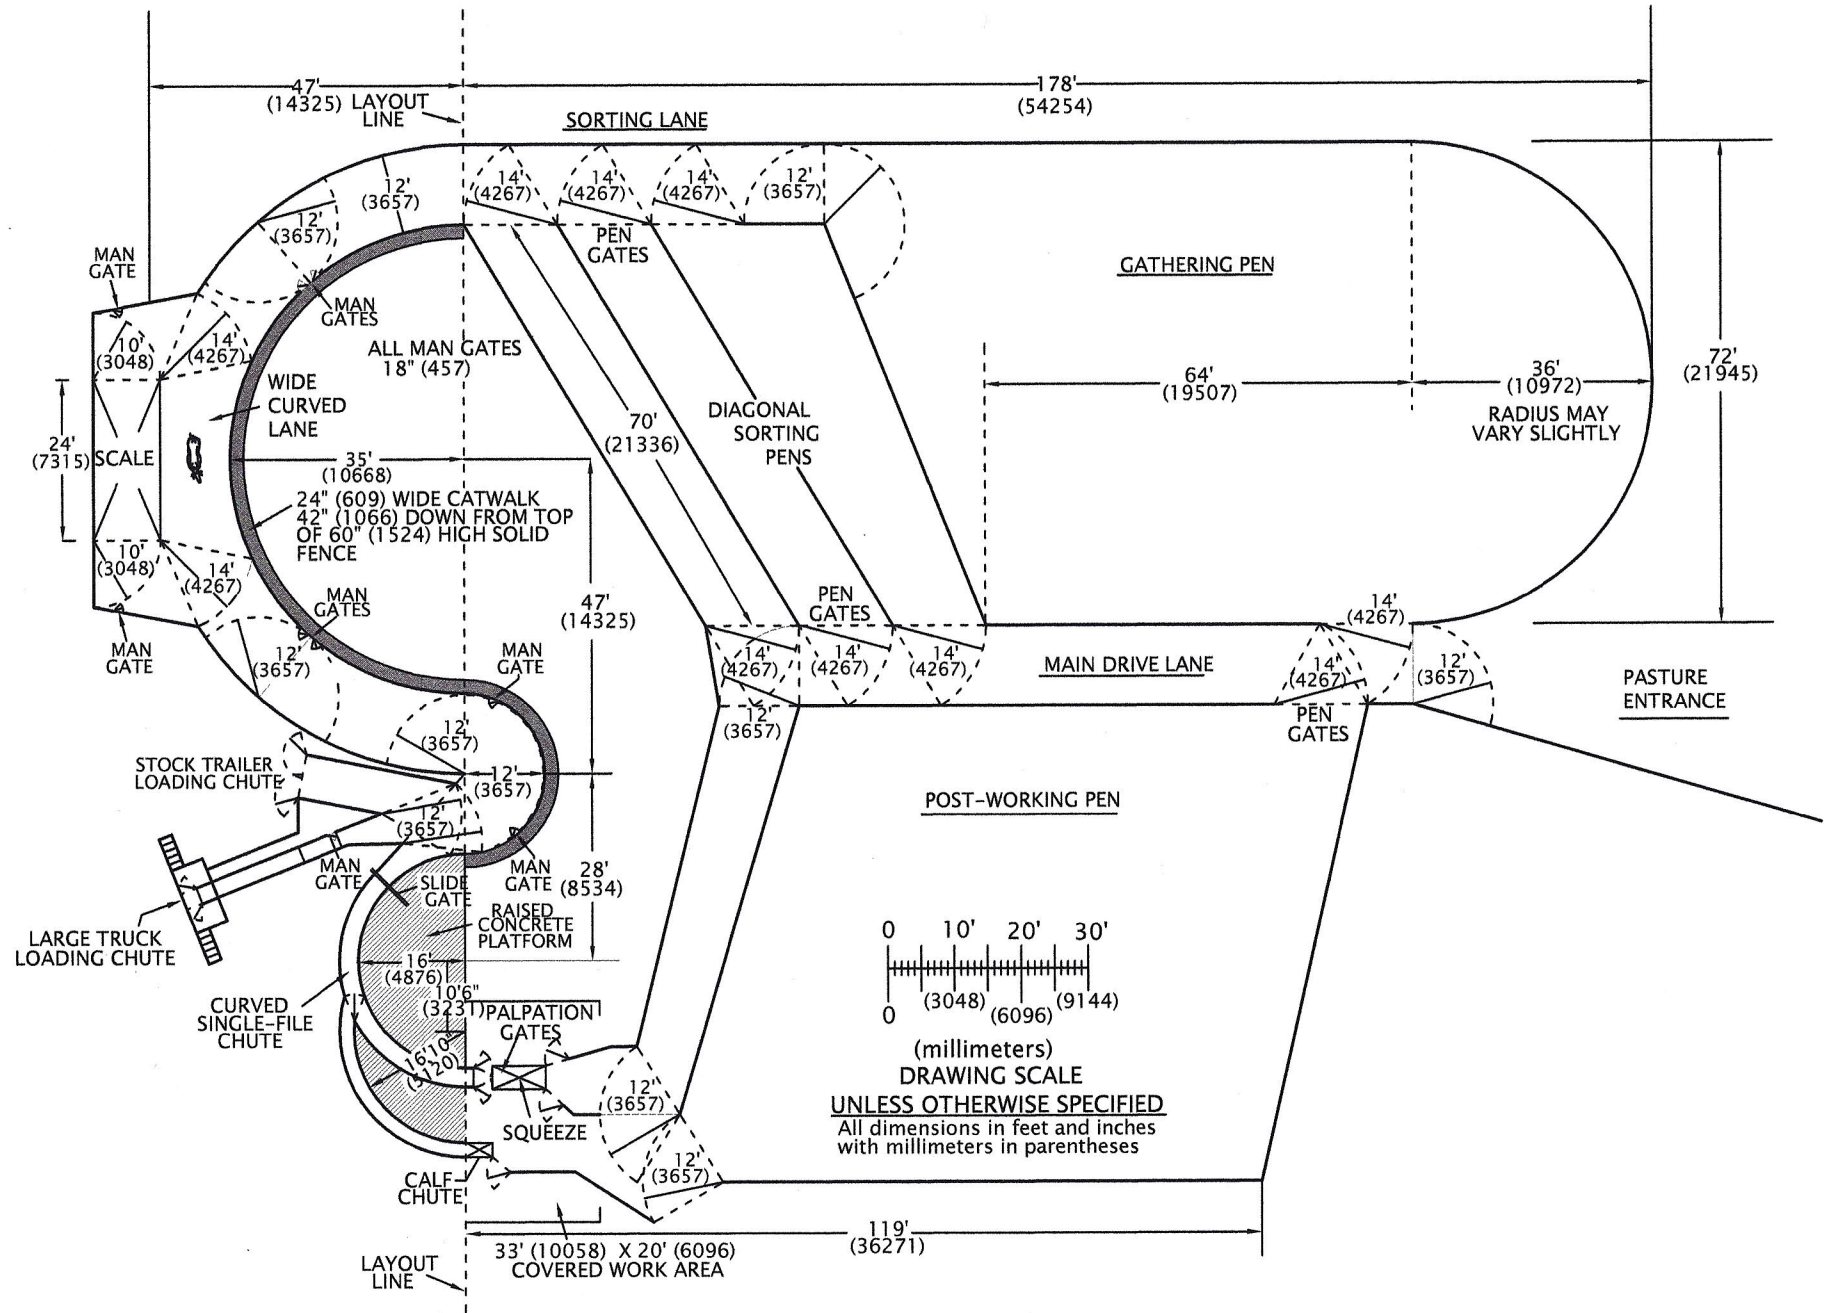 47'
(14325)
LAYOUT
LINE
178'
(54254)
SORTING LANE
12'
(3657)
14'
(4267)
14'
(4267)
14'
(4267)
12'
(3657)
12'
(3657)
PEN
GATES
MAN
GATE
MAN
GATES
GATHERING PEN
10'
(3048)
14'
(4267)
ALL MAN GATES
18" (457)
WIDE
CURVED
LANE
64'
(19507)
36'
(10972)
RADIUS MAY
VARY SLIGHTLY
72'
(21945)
70'
(21336)
DIAGONAL
SORTING
PENS
24'
(7315)
SCALE
35'
(10668)
24" (609) WIDE CATWALK
42" (1066) DOWN FROM TOP
OF 60" (1524) HIGH SOLID
FENCE
10'
(3048)
14'
(4267)
MAN
GATES
47'
(14325)
PEN
GATES
14'
(4267)
MAN
GATE
12'
(3657)
MAN
GATE
14'
(4267)
14'
(4267)
14'
(4267)
MAIN DRIVE LANE
14'
(4267)
12'
(3657)
PASTURE
ENTRANCE
12'
(3657)
12'
(3657)
PEN
GATES
STOCK TRAILER
LOADING CHUTE
12'
(3657)
POST-WORKING PEN
12'
(3657)
MAN
GATE
SLIDE
GATE
MAN
GATE
28'
(8534)
LARGE TRUCK
LOADING CHUTE
RAISED
CONCRETE
PLATFORM
0 10' 20' 30'
16'
(4876)
CURVED
SINGLE-FILE
CHUTE
10'6"
(3231)
PALPATION
GATES
(3048) (9144)
0 (6096)
16'10"
(5120)
(millimeters)
DRAWING SCALE
UNLESS OTHERWISE SPECIFIED
All dimensions in feet and inches
with millimeters in parentheses
12'
(3657)
SQUEEZE
12'
(3657)
CALF
CHUTE
119'
(36271)
33' (10058) X 20' (6096)
COVERED WORK AREA
LAYOUT
LINE